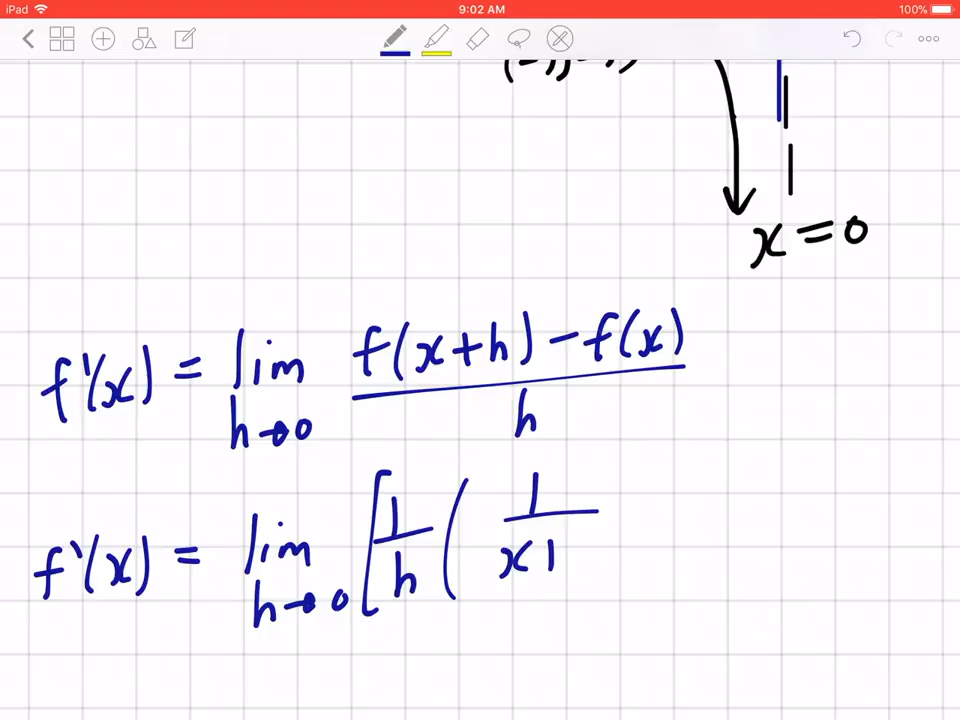 iPad 9:02 AM 100%
x = 0
f'(x) = lim h→0 f(x+h) - f(x) / h
f'(x) = lim h→0 [ 1/h ( 1/x1